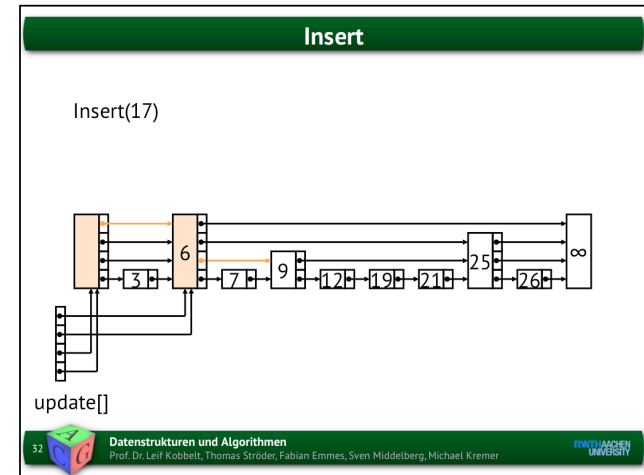 Insert
Insert(17)
6
∞
25
9
3
7
12
19
21
26
update[]
32
A
C
G
Datenstrukturen und Algorithmen
Prof. Dr. Leif Kobbelt, Thomas Ströder, Fabian Emmes, Sven Middelberg, Michael Kremer
RWTHAACHEN
UNIVERSITY